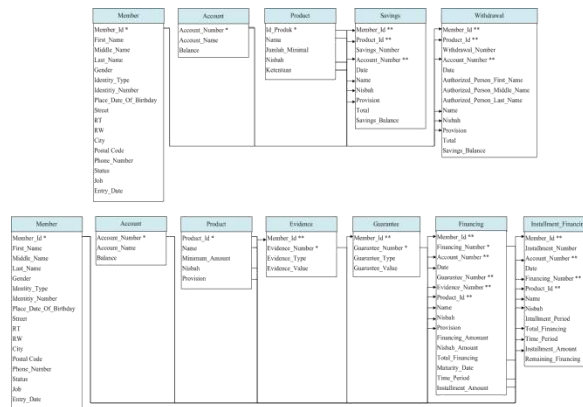 Member
Member_Id *
First_Name
Middle_Name
Last_Name
Gender
Identity_Type
Identitiy_Number
Place_Date_Of_Birthday
Street
RT
RW
City
Postal Code
Phone_Number
Status
Job
Entry_Date
Account
Account_Number *
Account_Name
Balance
Product
Id_Produk *
Name
Jumlah_Minimal
Nisbah
Ketentuan
Savings
Member_Id **
Product_Id **
Savings_Number
Account_Number **
Date
Name
Nisbah
Provision
Total
Savings_Balance
Withdrawal
Member_Id **
Product_Id **
Withdrawal_Number
Account_Number **
Date
Authorized_Person_First_Name
Authorized_Person_Middle_Name
Authorized_Person_Last_Name
Name
Nisbah
Provision
Total
Savings_Balance
Member
Member_Id *
First_Name
Middle_Name
Last_Name
Gender
Identity_Type
Identity_Number
Place_Date_Of_Birthday
Street
RT
RW
City
Postal_Code
Phone_Number
Status
Job
Entry_Date
Account
Account_Number *
Account_Name
Balance
Product
Product_Id *
Name
Minimum_Amount
Nisbah
Provision
Evidence
Member_Id **
Evidence_Number *
Evidence_Type
Evidence_Value
Guarantee
Member_Id **
Guarantee_Number *
Guarantee_Type
Guarantee_Value
Financing
Member_Id **
Financing_Number *
Account_Number **
Date
Guarantee_Number **
Evidence_Number **
Product_Id **
Name
Nisbah
Provision
Financing_Amount
Nisbah_Amount
Total_Financing
Maturity_Date
Time_Period
Installment_Amount
Installment_Financing
Member_Id **
Installment_Number
Account_Number **
Date
Financing_Number **
Product_Id **
Name
Nisbah
Intallment_Period
Total_Financing
Time_Period
Installment_Amount
Remaining_Financing